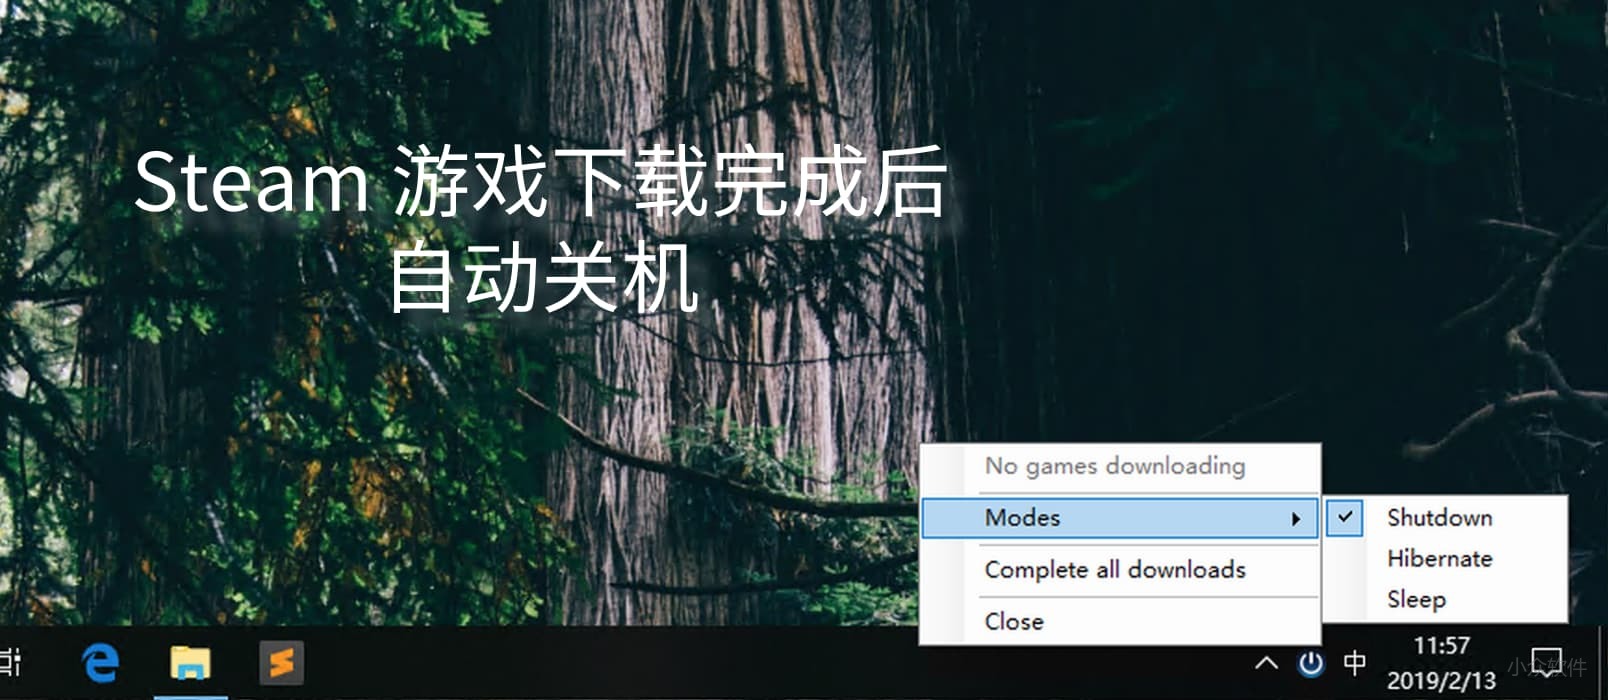 Steam 游戏下载完成后
自动关机
No games downloading
Modes
Shutdown
Hibernate
Complete all downloads
Sleep
Close
中
11:57
2019/2/13
小众软件